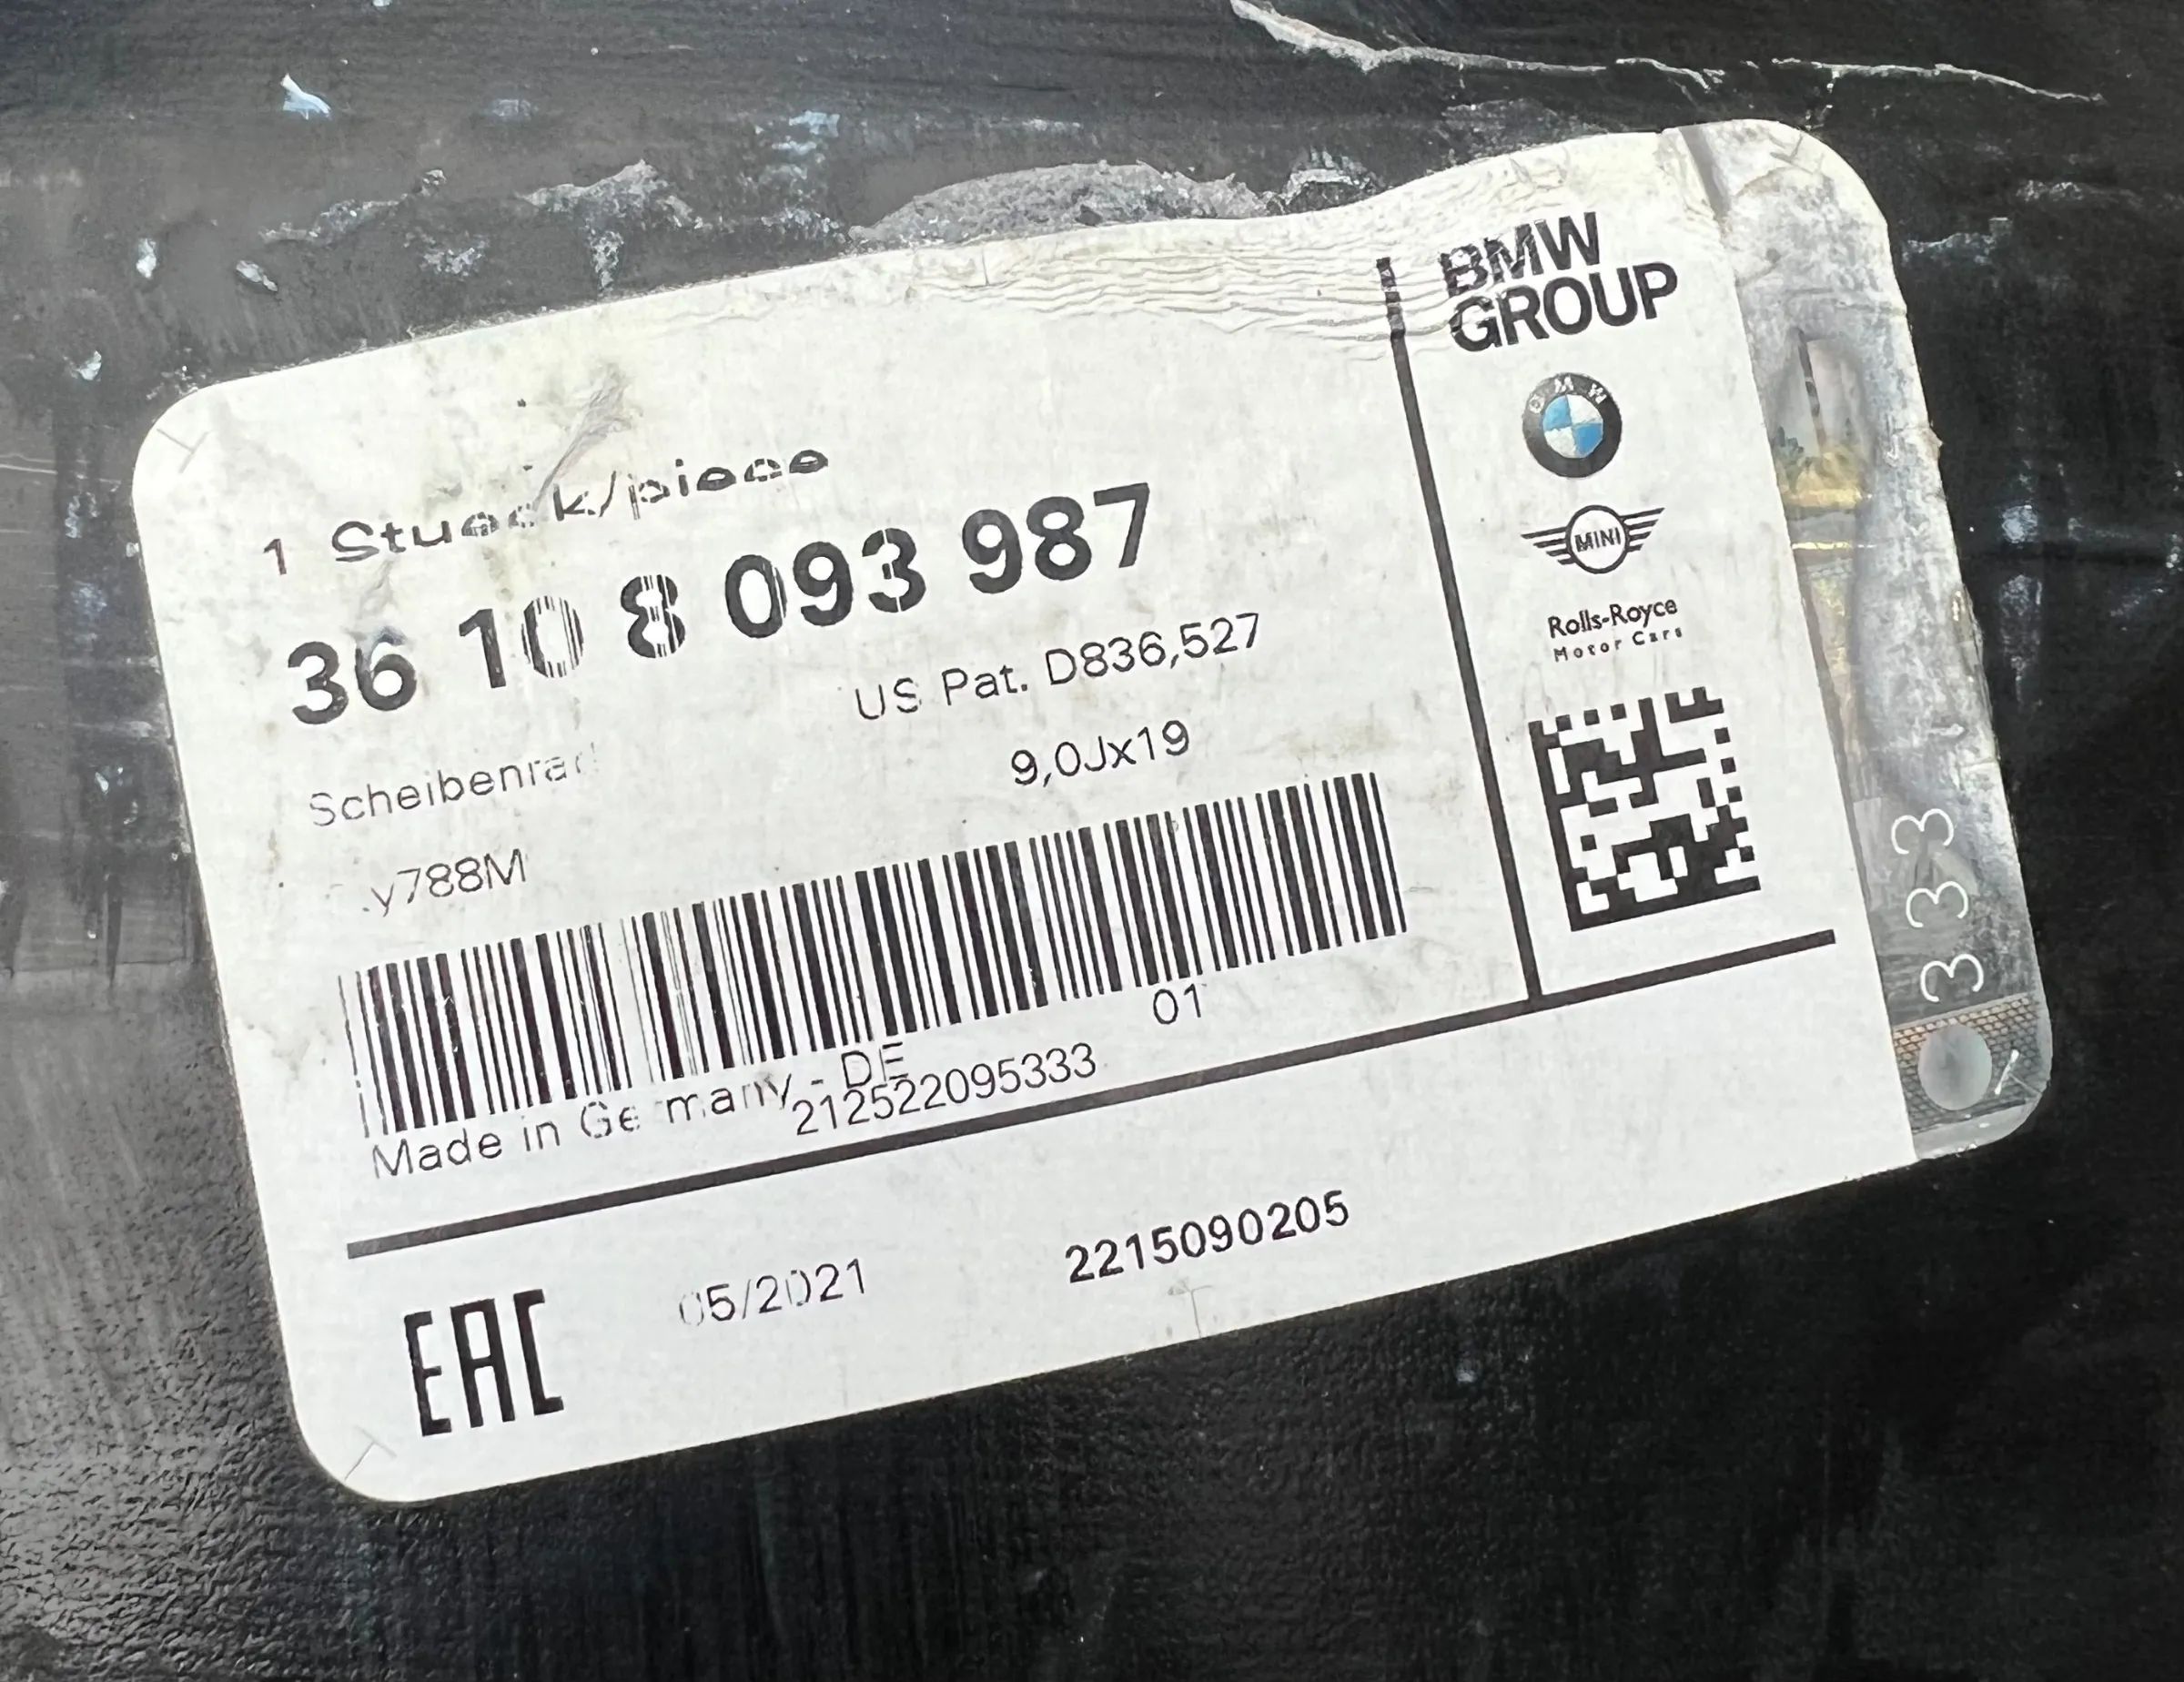 BMW
GROUP
BMW
MINI
Rolls-Royce
Motor Cars
1 Stueck/piece
36 10 8 093 987
US Pat. D836,527
Scheibenrad
9,0Jx19
y788M
01
Made in Germany - DE
212522095333
EAC
05/2021
2215090205
333